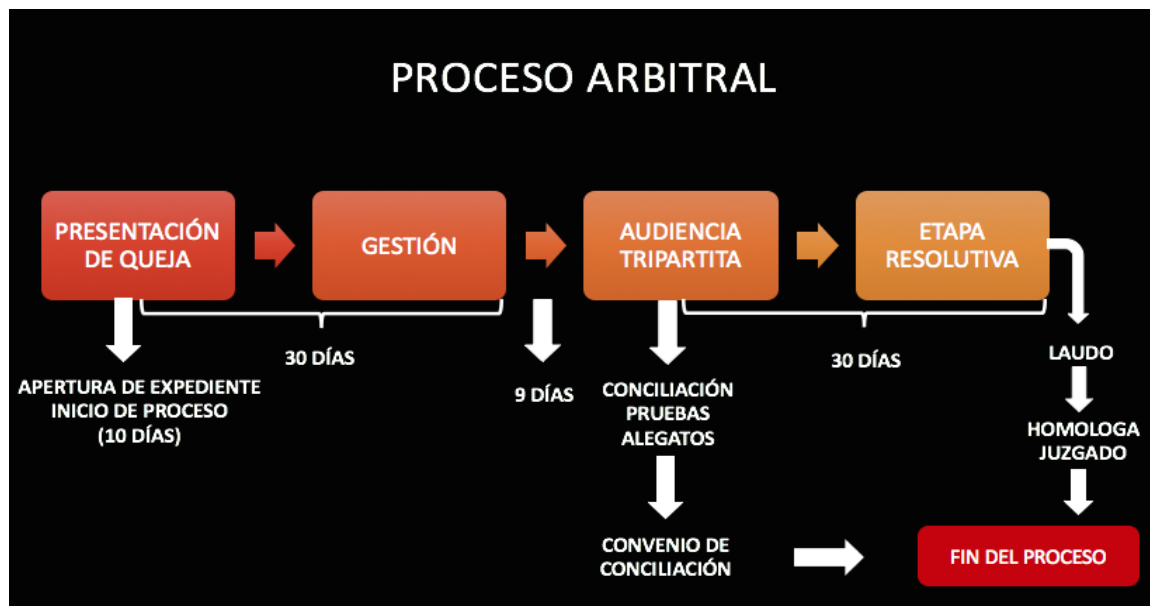 PROCESO ARBITRAL
PRESENTACIÓN
DE QUEJA
GESTIÓN
AUDIENCIA
TRIPARTITA
ETAPA
RESOLUTIVA
30 DÍAS
9 DÍAS
30 DÍAS
APERTURA DE EXPEDIENTE
INICIO DE PROCESO
(10 DÍAS)
CONCILIACIÓN
PRUEBAS
ALEGATOS
LAUDO
HOMOLOGA
JUZGADO
CONVENIO DE
CONCILIACIÓN
FIN DEL PROCESO